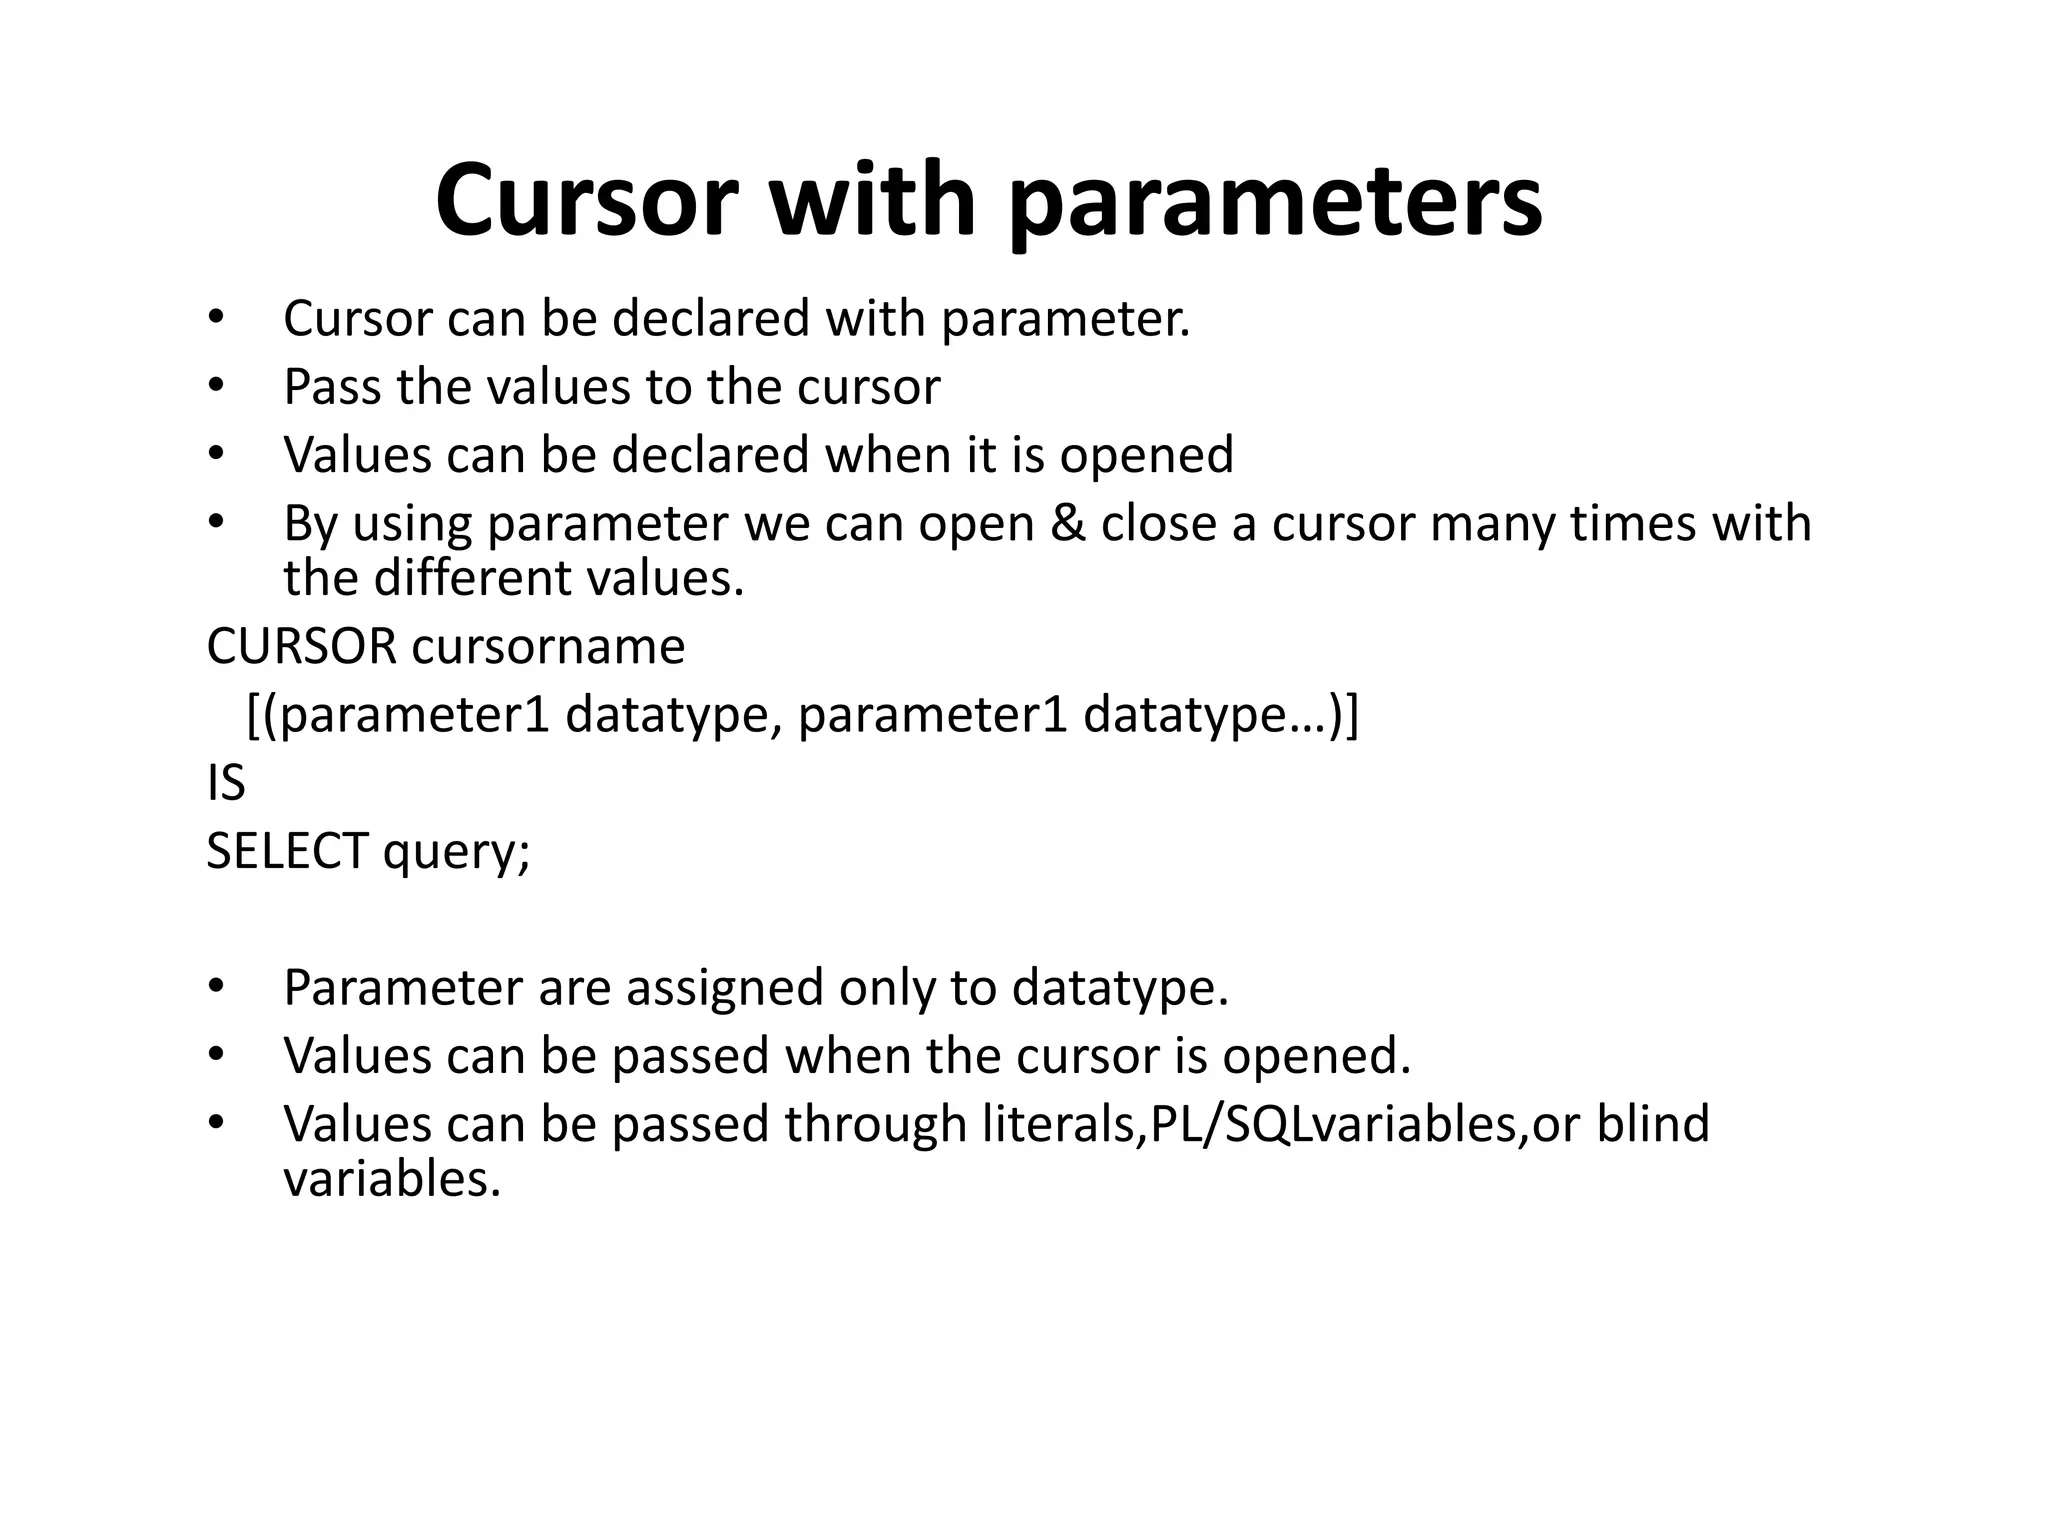 Cursor with parameters
• Cursor can be declared with parameter.
• Pass the values to the cursor
• Values can be declared when it is opened
• By using parameter we can open & close a cursor many times with
the different values.
CURSOR cursorname
[(parameter1 datatype, parameter1 datatype…)]
IS
SELECT query;
• Parameter are assigned only to datatype.
• Values can be passed when the cursor is opened.
• Values can be passed through literals,PL/SQLvariables,or blind
variables.